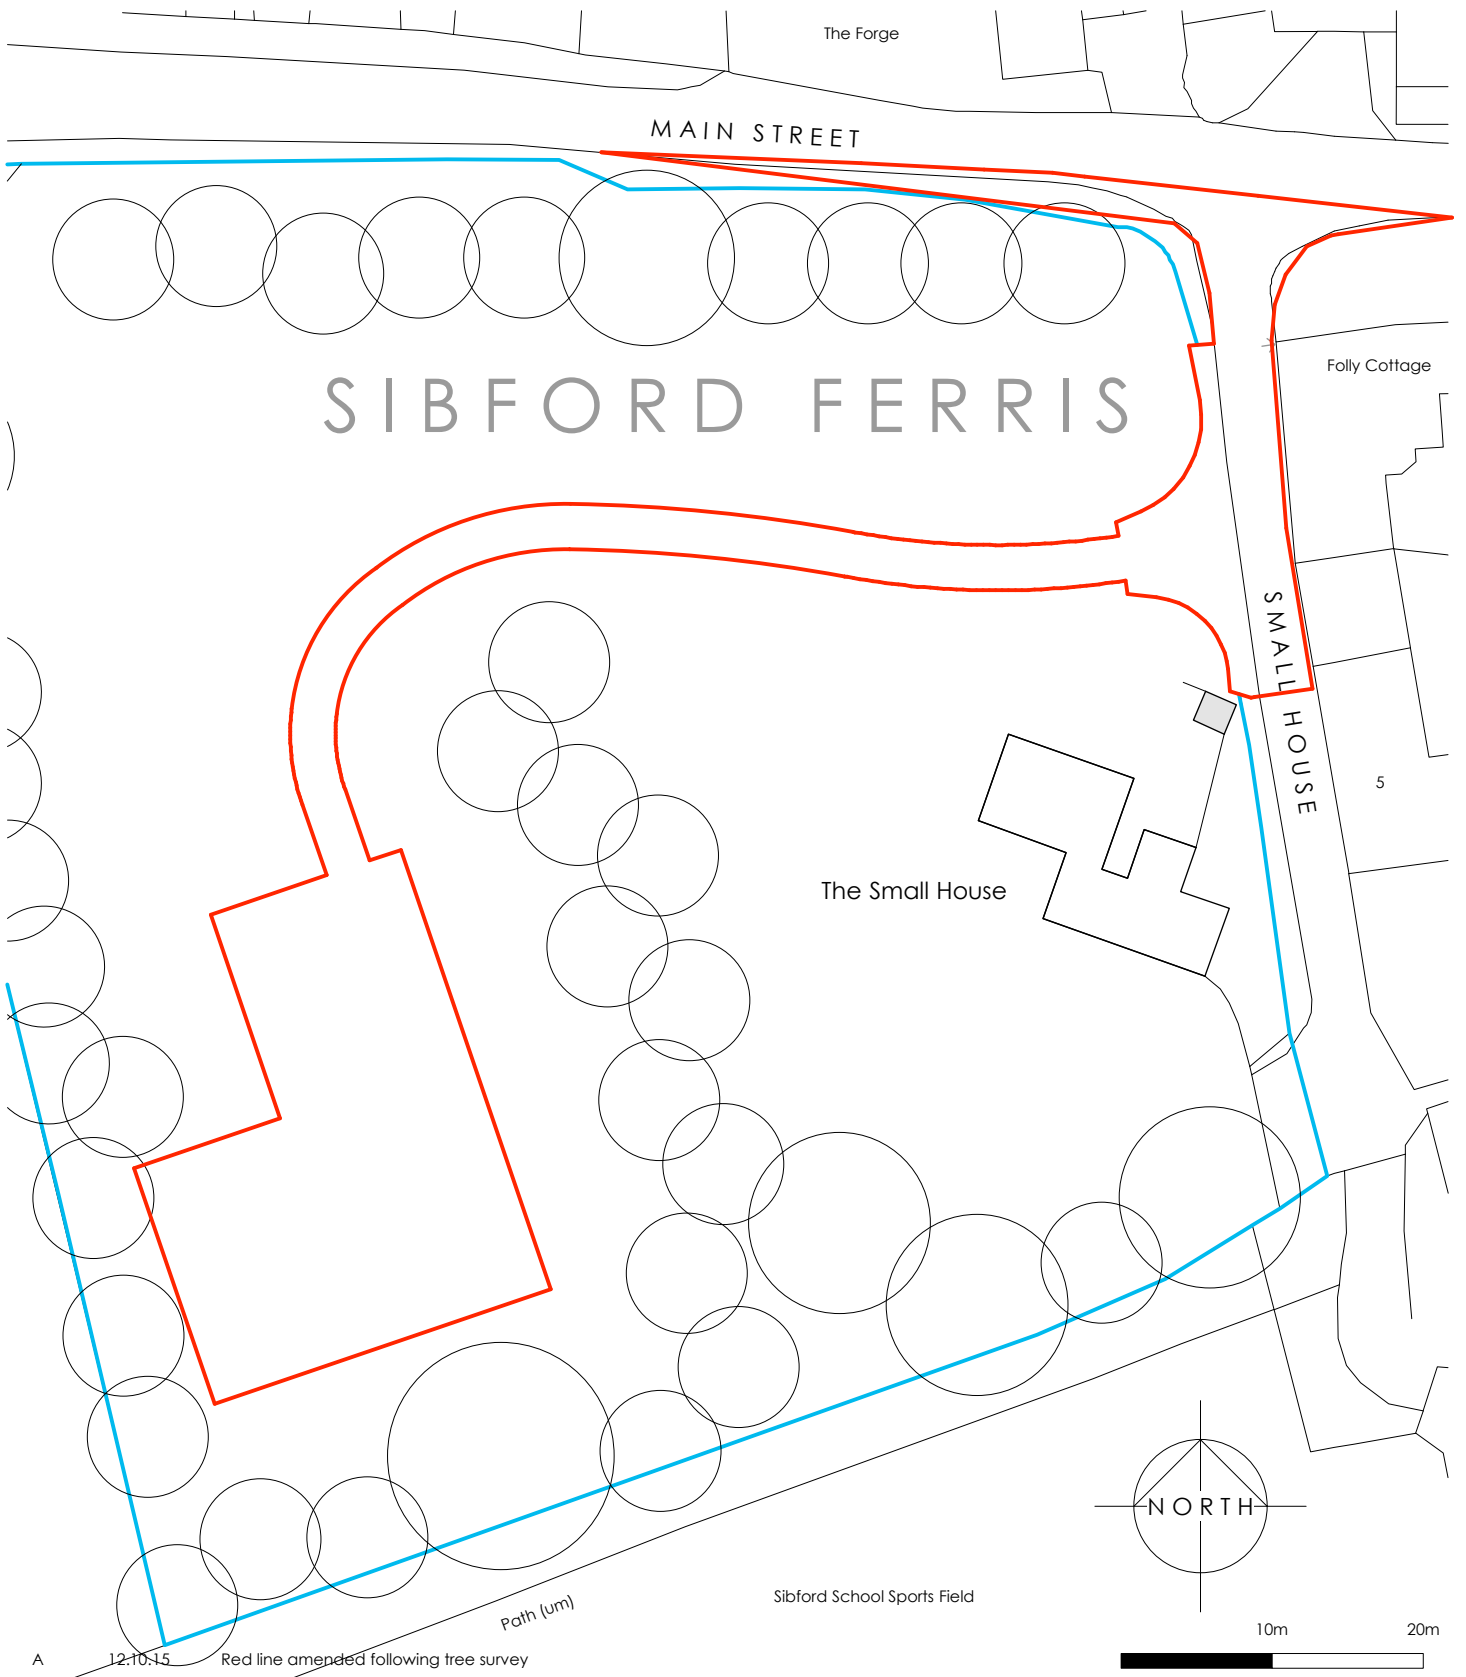 The Forge
MAIN STREET
Folly Cottage
SIBFORD FERRIS
SMALL HOUSE
5
The Small House
NORTH
Sibford School Sports Field
Path (um)
10m 20m
A 12.10.15 Red line amended following tree survey